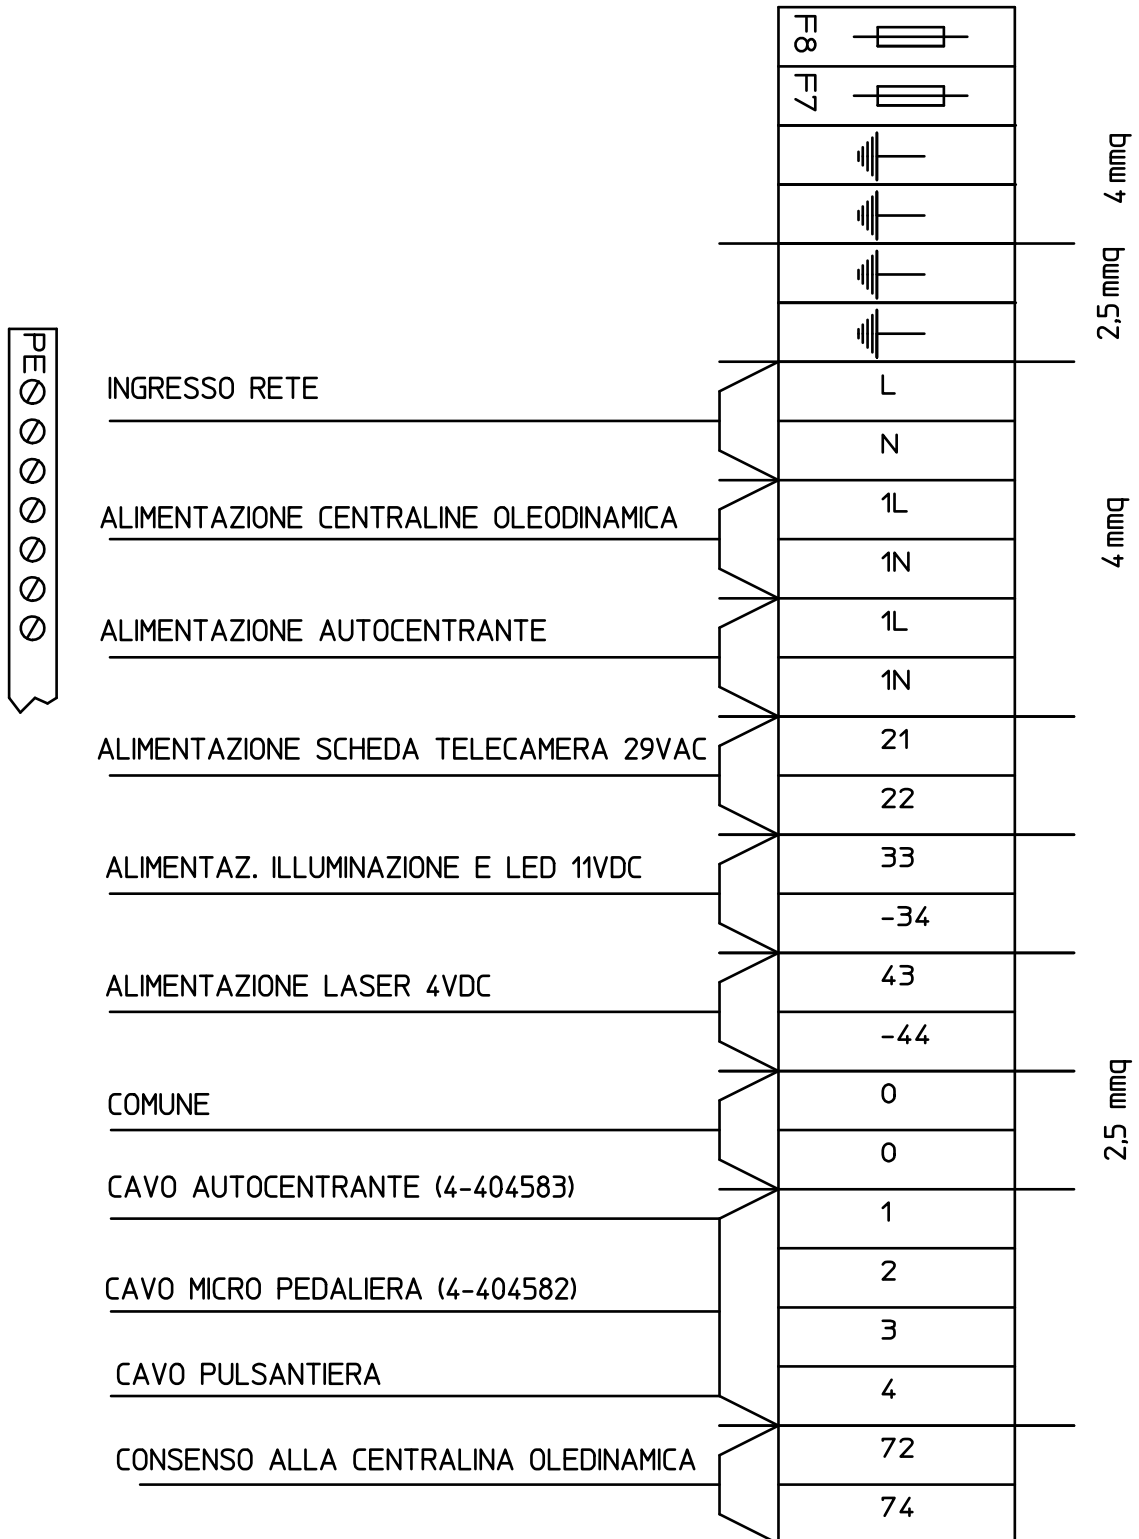 F8
F7
4 mmq
2,5 mmq
PE
INGRESSO RETE
L
N
ALIMENTAZIONE CENTRALINE OLEODINAMICA
1L
1N
4 mmq
ALIMENTAZIONE AUTOCENTRANTE
1L
1N
ALIMENTAZIONE SCHEDA TELECAMERA 29VAC
21
22
ALIMENTAZ. ILLUMINAZIONE E LED 11VDC
33
-34
ALIMENTAZIONE LASER 4VDC
43
-44
COMUNE
0
0
2,5 mmq
CAVO AUTOCENTRANTE (4-404583)
1
CAVO MICRO PEDALIERA (4-404582)
2
3
CAVO PULSANTIERA
4
CONSENSO ALLA CENTRALINA OLEDINAMICA
72
74